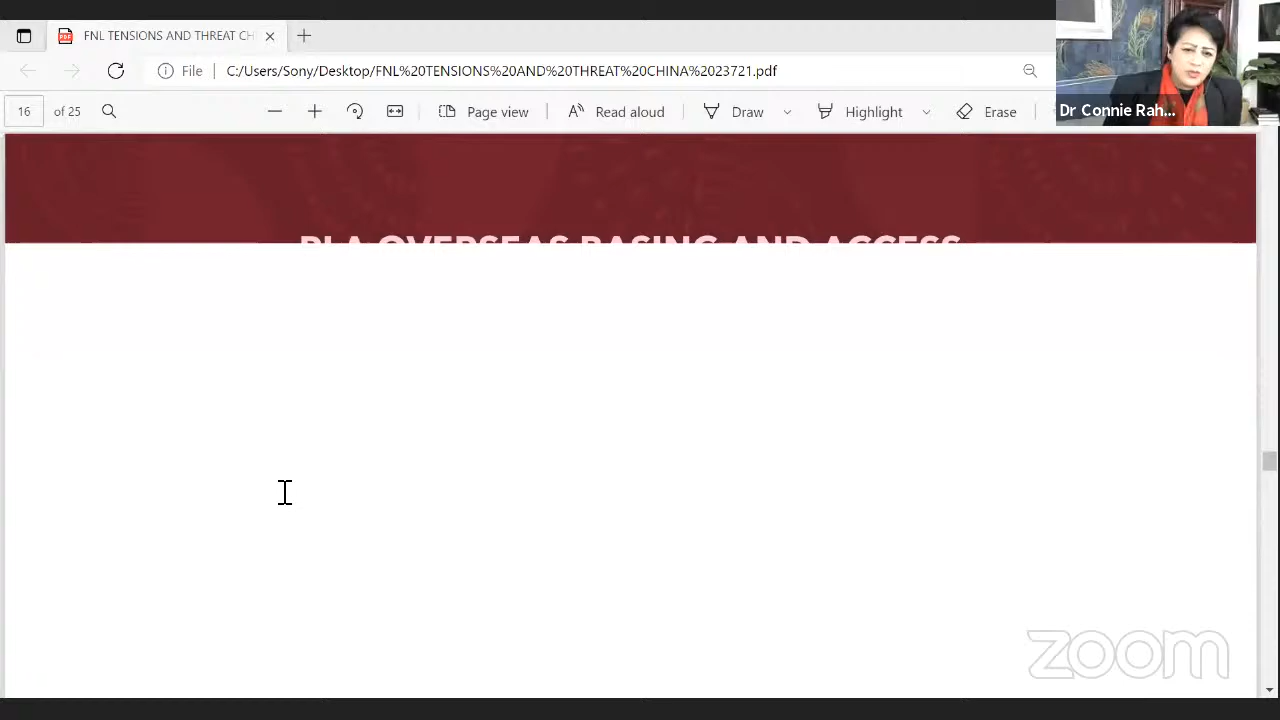 FNL TENSIONS AND THREAT CH
File
C:/Users/Sony/Desktop/FNL%20TENSIONS%20AND%20THREAT%20CHINA%2023721.pdf
16
of 25
Page view
A
Read aloud
Draw
Highlight
Erase
Dr Connie Rah...
PDF
PLA OVERSEAS BASING AND ACCESS
zoom